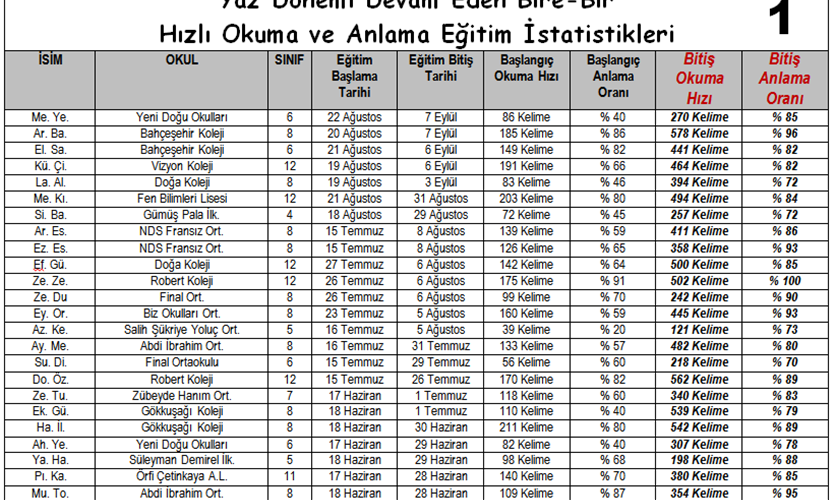 Yaz Dönemi Devam Eden Bire-Bir
Hızlı Okuma ve Anlama Eğitim İstatistikleri
1
İSİM OKUL SINIF Eğitim Başlama Tarihi Eğitim Bitiş Tarihi Başlangıç Okuma Hızı Başlangıç Anlama Oranı Bitiş Okuma Hızı Bitiş Anlama Oranı
Me. Ye. Yeni Doğu Okulları 6 22 Ağustos 7 Eylül 86 Kelime % 40 270 Kelime % 85
Ar. Ba. Bahçeşehir Koleji 8 20 Ağustos 7 Eylül 185 Kelime % 86 578 Kelime % 96
El. Sa. Bahçeşehir Koleji 6 21 Ağustos 6 Eylül 149 Kelime % 82 441 Kelime % 82
Kü. Çi. Vizyon Koleji 12 19 Ağustos 6 Eylül 191 Kelime % 66 464 Kelime % 82
La. Al. Doğa Koleji 8 19 Ağustos 3 Eylül 83 Kelime % 46 394 Kelime % 72
Me. Kı. Fen Bilimleri Lisesi 12 21 Ağustos 31 Ağustos 203 Kelime % 80 494 Kelime % 84
Si. Ba. Gümüş Pala İlk. 4 18 Ağustos 29 Ağustos 72 Kelime % 45 257 Kelime % 72
Ar. Es. NDS Fransız Ort. 8 15 Temmuz 8 Ağustos 139 Kelime % 59 411 Kelime % 86
Ez. Es. NDS Fransız Ort. 8 15 Temmuz 8 Ağustos 126 Kelime % 65 358 Kelime % 93
Ef. Gü. Doğa Koleji 12 27 Temmuz 6 Ağustos 142 Kelime % 64 500 Kelime % 85
Ze. Ze. Robert Koleji 12 26 Temmuz 6 Ağustos 175 Kelime % 91 502 Kelime % 100
Ze. Du Final Ort. 8 26 Temmuz 6 Ağustos 99 Kelime % 70 242 Kelime % 90
Ey. Or. Biz Okulları Ort. 8 23 Temmuz 5 Ağustos 160 Kelime % 59 445 Kelime % 93
Az. Ke. Salih Şükriye Yoluç Ort. 5 16 Temmuz 5 Ağustos 39 Kelime % 20 121 Kelime % 73
Ay. Me. Abdi İbrahim Ort. 8 16 Temmuz 31 Temmuz 133 Kelime % 57 482 Kelime % 80
Su. Di. Final Ortaokulu 6 15 Temmuz 29 Temmuz 56 Kelime % 60 218 Kelime % 70
Do. Öz. Robert Koleji 12 15 Temmuz 26 Temmuz 170 Kelime % 82 562 Kelime % 89
Ze. Tu. Zübeyde Hanım Ort. 7 17 Haziran 1 Temmuz 118 Kelime % 60 340 Kelime % 83
Ek. Gü. Gökkuşağı Koleji 8 18 Haziran 1 Temmuz 110 Kelime % 40 539 Kelime % 79
Ha. İl. Gökkuşağı Koleji 8 18 Haziran 30 Haziran 211 Kelime % 80 542 Kelime % 89
Ah. Ye. Yeni Doğu Okulları 6 18 Haziran 29 Haziran 82 Kelime % 40 307 Kelime % 78
Ya. Ha. Süleyman Demirel İlk. 5 18 Haziran 29 Haziran 98 Kelime % 68 198 Kelime % 88
Pı. Ka. Örfi Çetinkaya A.L. 11 17 Haziran 28 Haziran 140 Kelime % 70 380 Kelime % 85
Mu. To. Abdi İbrahim Ort. 8 18 Haziran 28 Haziran 109 Kelime % 87 354 Kelime % 95